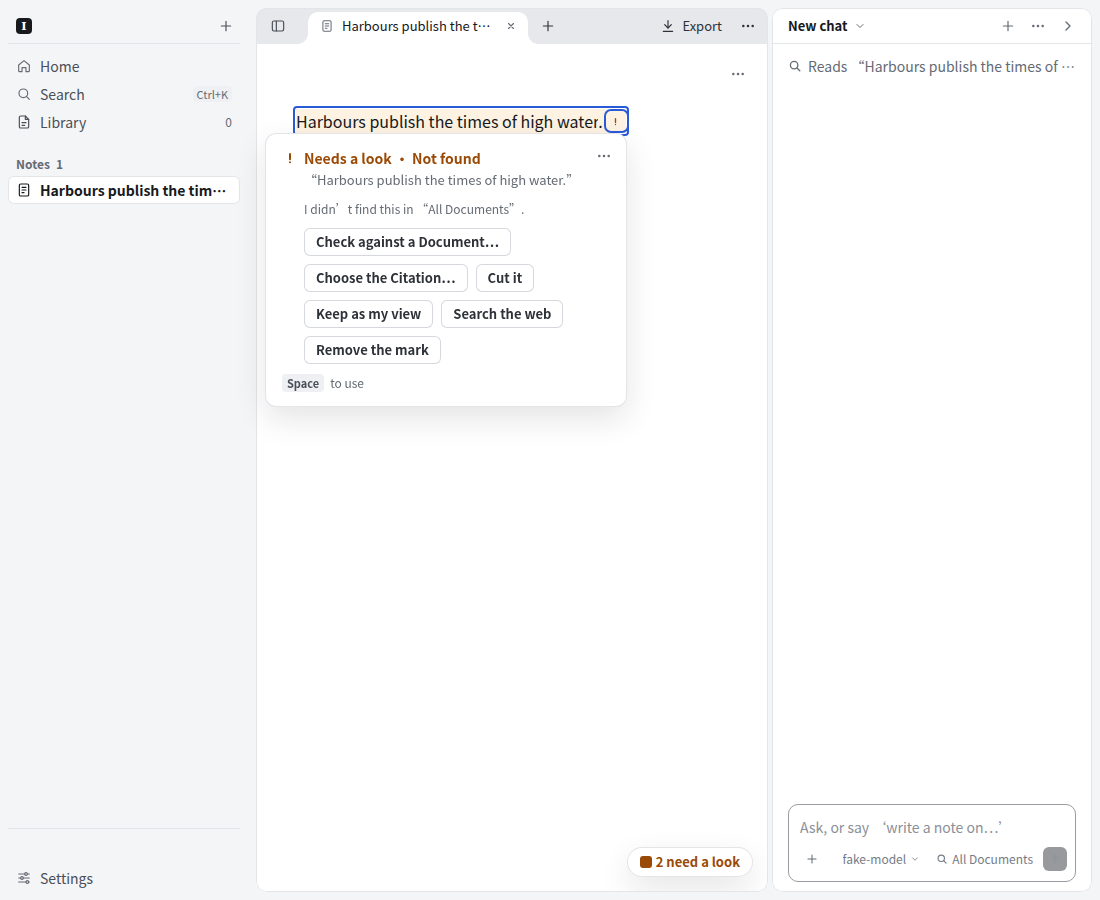 I
Home
Search Ctrl+K
Library 0
Notes 1
Harbours publish the tim···
Settings
Harbours publish the t···
Export
Harbours publish the times of high water. !
! Needs a look • Not found
“Harbours publish the times of high water.”
I didn’t find this in “All Documents”.
Check against a Document…
Choose the Citation… Cut it
Keep as my view Search the web
Remove the mark
Space to use
2 need a look
New chat
Reads “Harbours publish the times of ···
Ask, or say ‘write a note on…’
fake-model All Documents